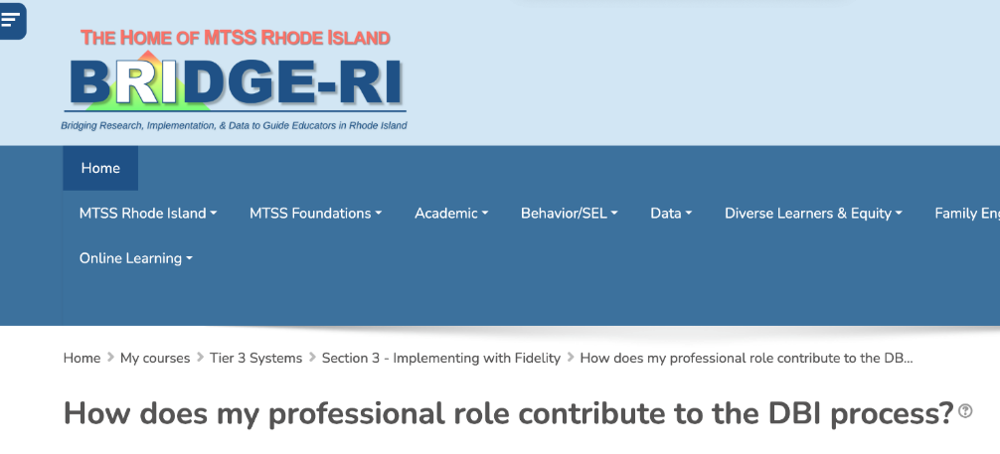 THE HOME OF MTSS RHODE ISLAND
BRIDGE-RI
Bridging Research, Implementation, & Data to Guide Educators in Rhode Island
Home
MTSS Rhode Island MTSS Foundations Academic Behavior/SEL Data Diverse Learners & Equity Family
Online Learning
Home > My courses > Tier 3 Systems > Section 3 - Implementing with Fidelity > How does my professional role contribute to the DB...
How does my professional role contribute to the DBI process?